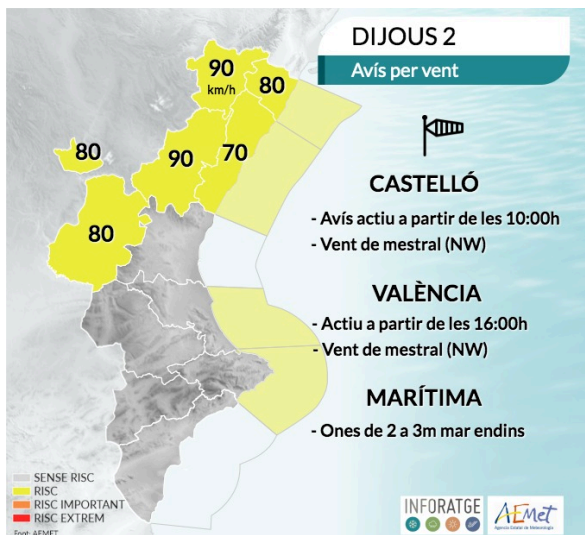 DIJOUS 2
Avís per vent
90
km/h
80
80
90
70
80
CASTELLÓ
- Avís actiu a partir de les 10:00h
- Vent de mestral (NW)
VALÈNCIA
- Actiu a partir de les 16:00h
- Vent de mestral (NW)
MARÍTIMA
- Ones de 2 a 3m mar endins
SENSE RISC
RISC
RISC IMPORTANT
RISC EXTREM
Font: AEMET
INFORATGE
AEMet
Agencia Estatal de Meteorología